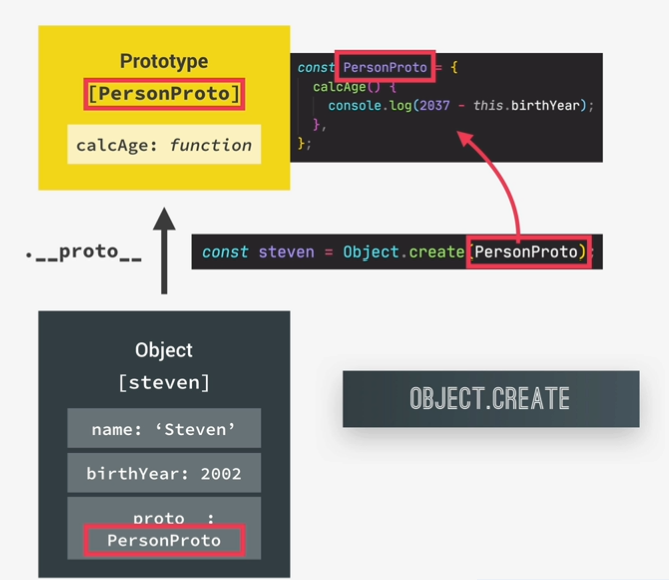 Prototype
[PersonProto]
calcAge: function
const PersonProto = {
calcAge() {
console.log(2037 - this.birthYear);
},
};
.__proto__
const steven = Object.create(PersonProto);
Object
[steven]
name: ‘Steven’
birthYear: 2002
__proto__:
PersonProto
OBJECT.CREATE